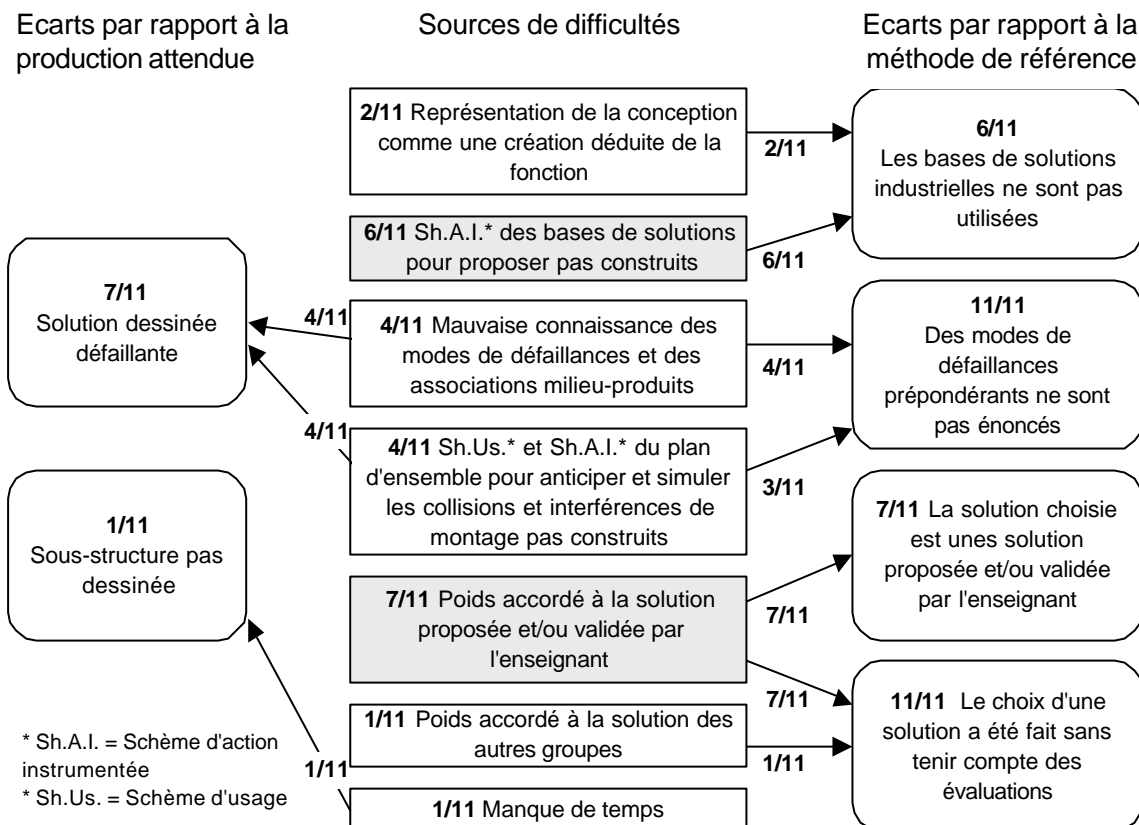 Ecarts par rapport à la
production attendue
Sources de difficultés
Ecarts par rapport à la
méthode de référence
2/11 Représentation de la conception
comme une création déduite de la
fonction
2/11
6/11
Les bases de solutions
industrielles ne sont pas
utilisées
6/11 Sh.A.I.* des bases de solutions
pour proposer pas construits
6/11
7/11
Solution dessinée
défaillante
4/11
4/11 Mauvaise connaissance des
modes de défaillances et des
associations milieu-produits
4/11
11/11
Des modes de
défaillances
prépondérants ne sont
pas énoncés
4/11
4/11 Sh.Us.* et Sh.A.I.* du plan
d'ensemble pour anticiper et simuler
les collisions et interférences de
montage pas construits
3/11
1/11
Sous-structure pas
dessinée
7/11 Poids accordé à la solution
proposée et/ou validée par
l'enseignant
7/11
7/11
7/11 La solution choisie
est unes solution
proposée et/ou validée
par l'enseignant
1/11 Poids accordé à la solution des
autres groupes
1/11
11/11 Le choix d'une
solution a été fait sans
tenir compte des
évaluations
* Sh.A.I. = Schème d'action
instrumentée
* Sh.Us. = Schème d'usage
1/11
1/11 Manque de temps